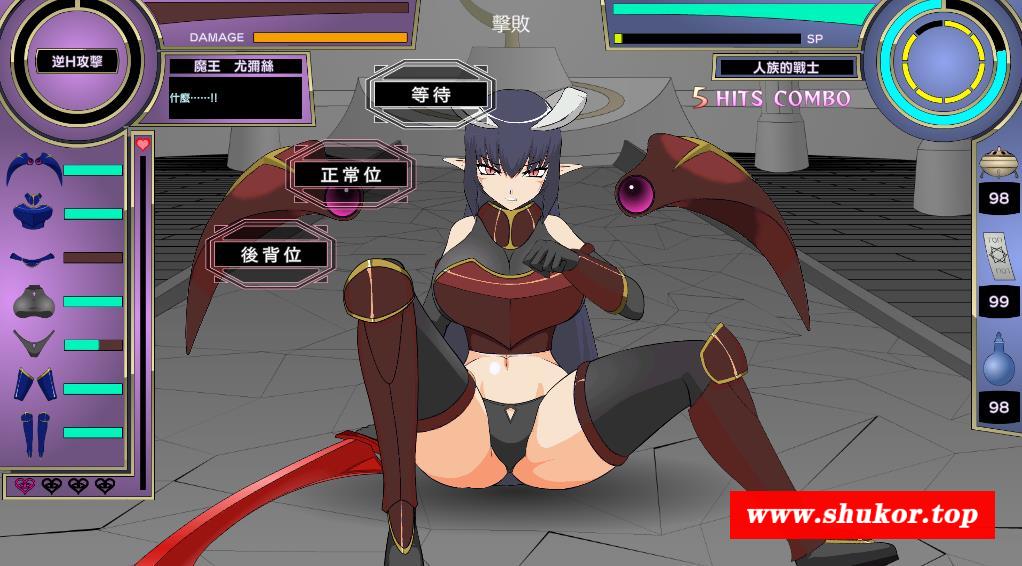 擊敗
DAMAGE
SP
逆H攻擊
魔王 尤彌絲
什麼……!!
等待
人族的戰士
5 HITS COMBO
正常位
後背位
98
99
98
www.shukor.top